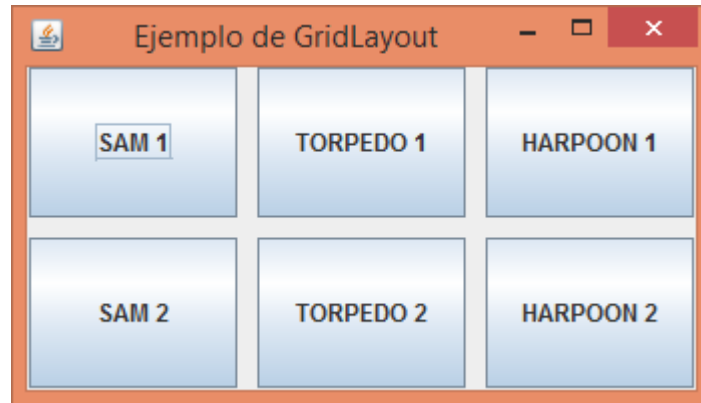 Ejemplo de GridLayout
SAM 1 TORPEDO 1 HARPOON 1
SAM 2 TORPEDO 2 HARPOON 2